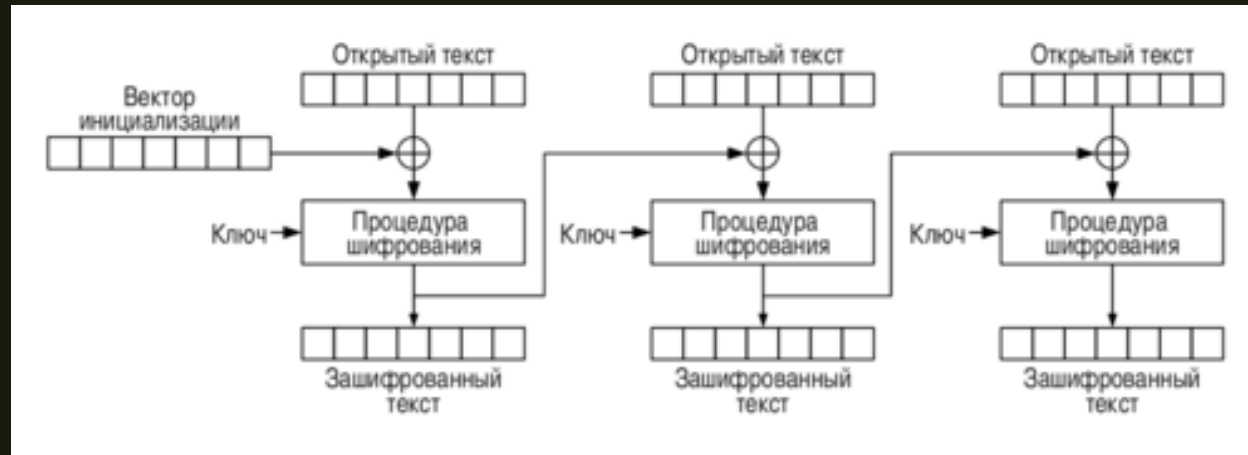 Открытый текст
Открытый текст
Открытый текст
Вектор
инициализации
Ключ
Процедура
шифрования
Ключ
Процедура
шифрования
Ключ
Процедура
шифрования
Зашифрованный
текст
Зашифрованный
текст
Зашифрованный
текст